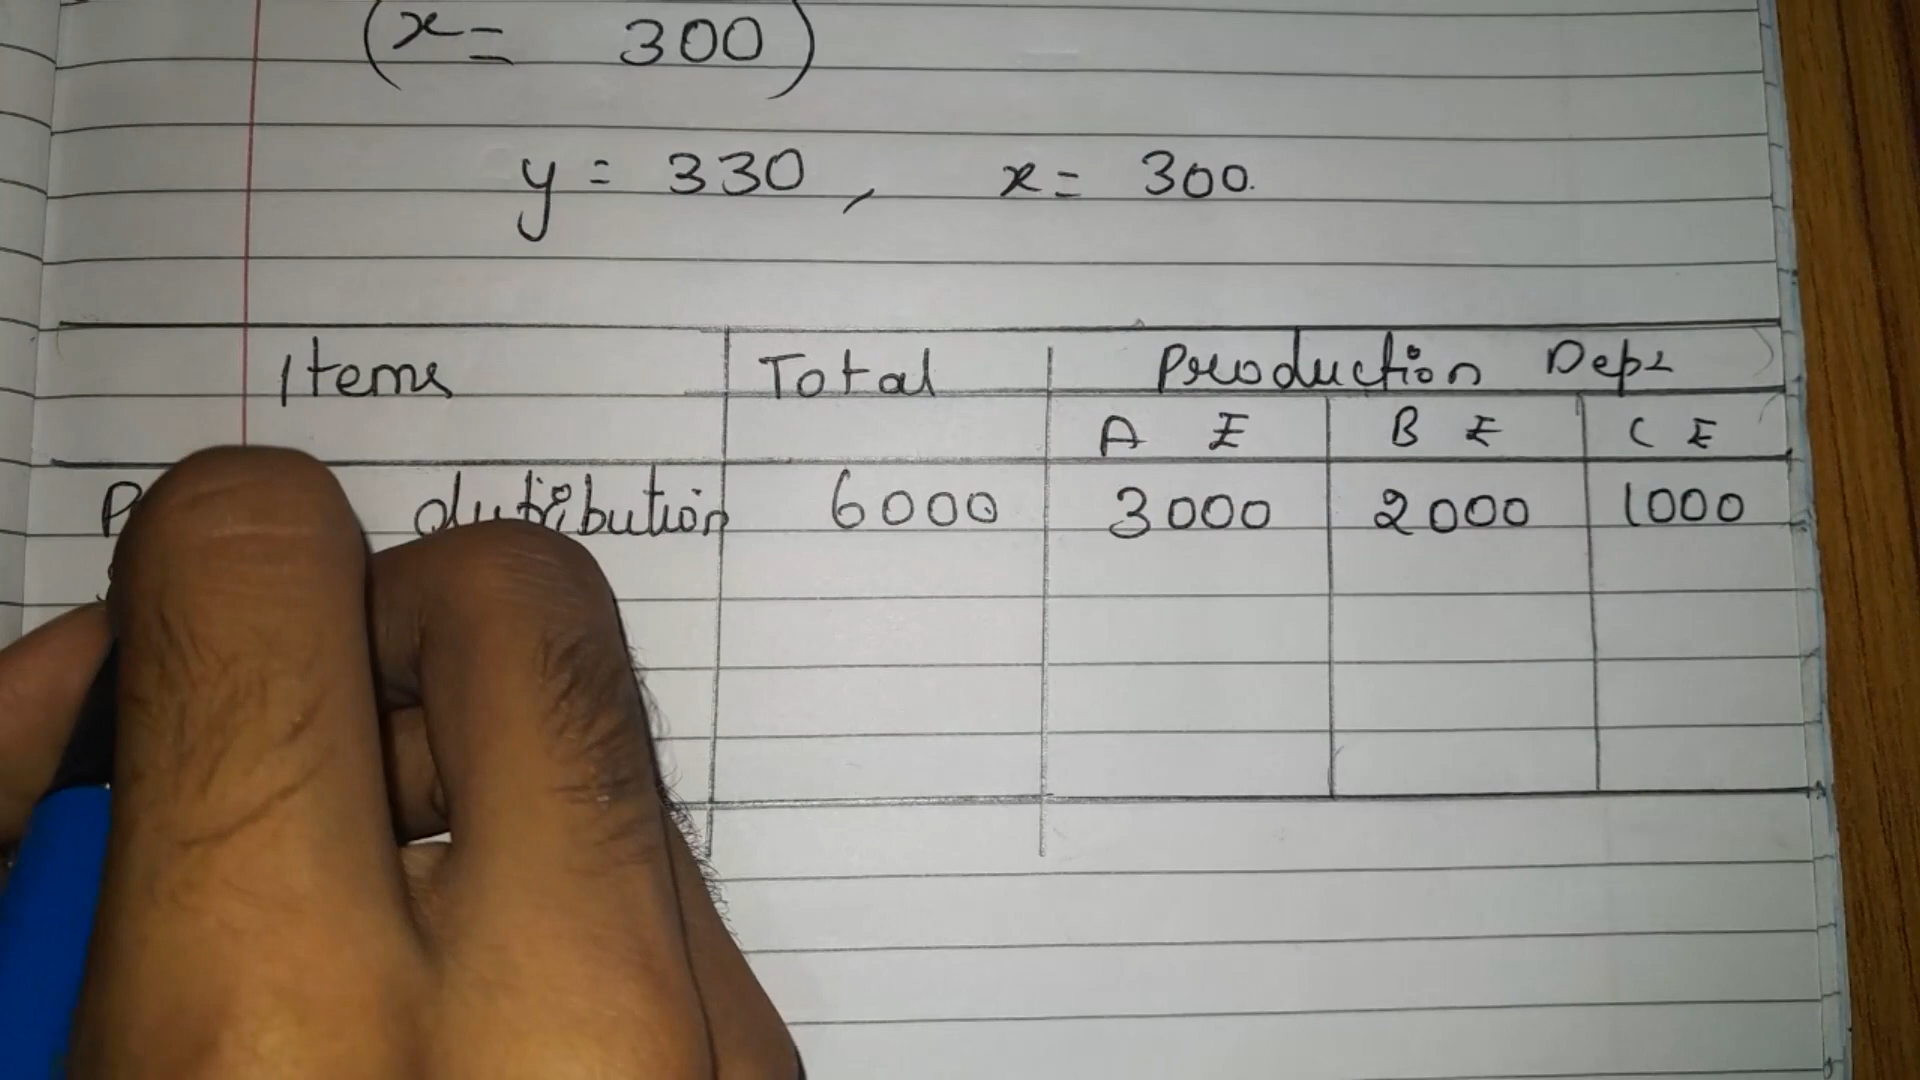 (x = 300)
y = 330, x = 300.
Items Total Production Dept
A ₹ B ₹ C ₹
distribution 6000 3000 2000 1000